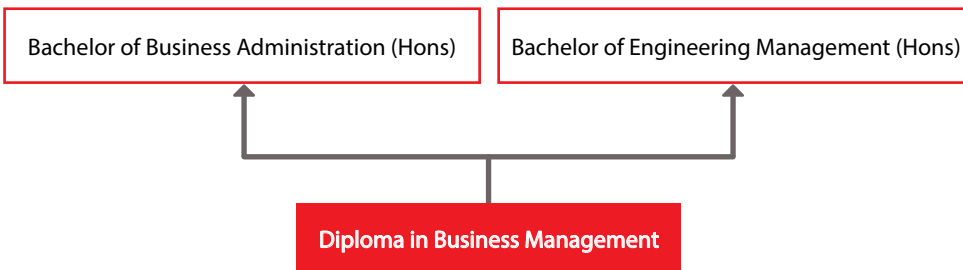 Bachelor of Business Administration (Hons)
Bachelor of Engineering Management (Hons)
Diploma in Business Management